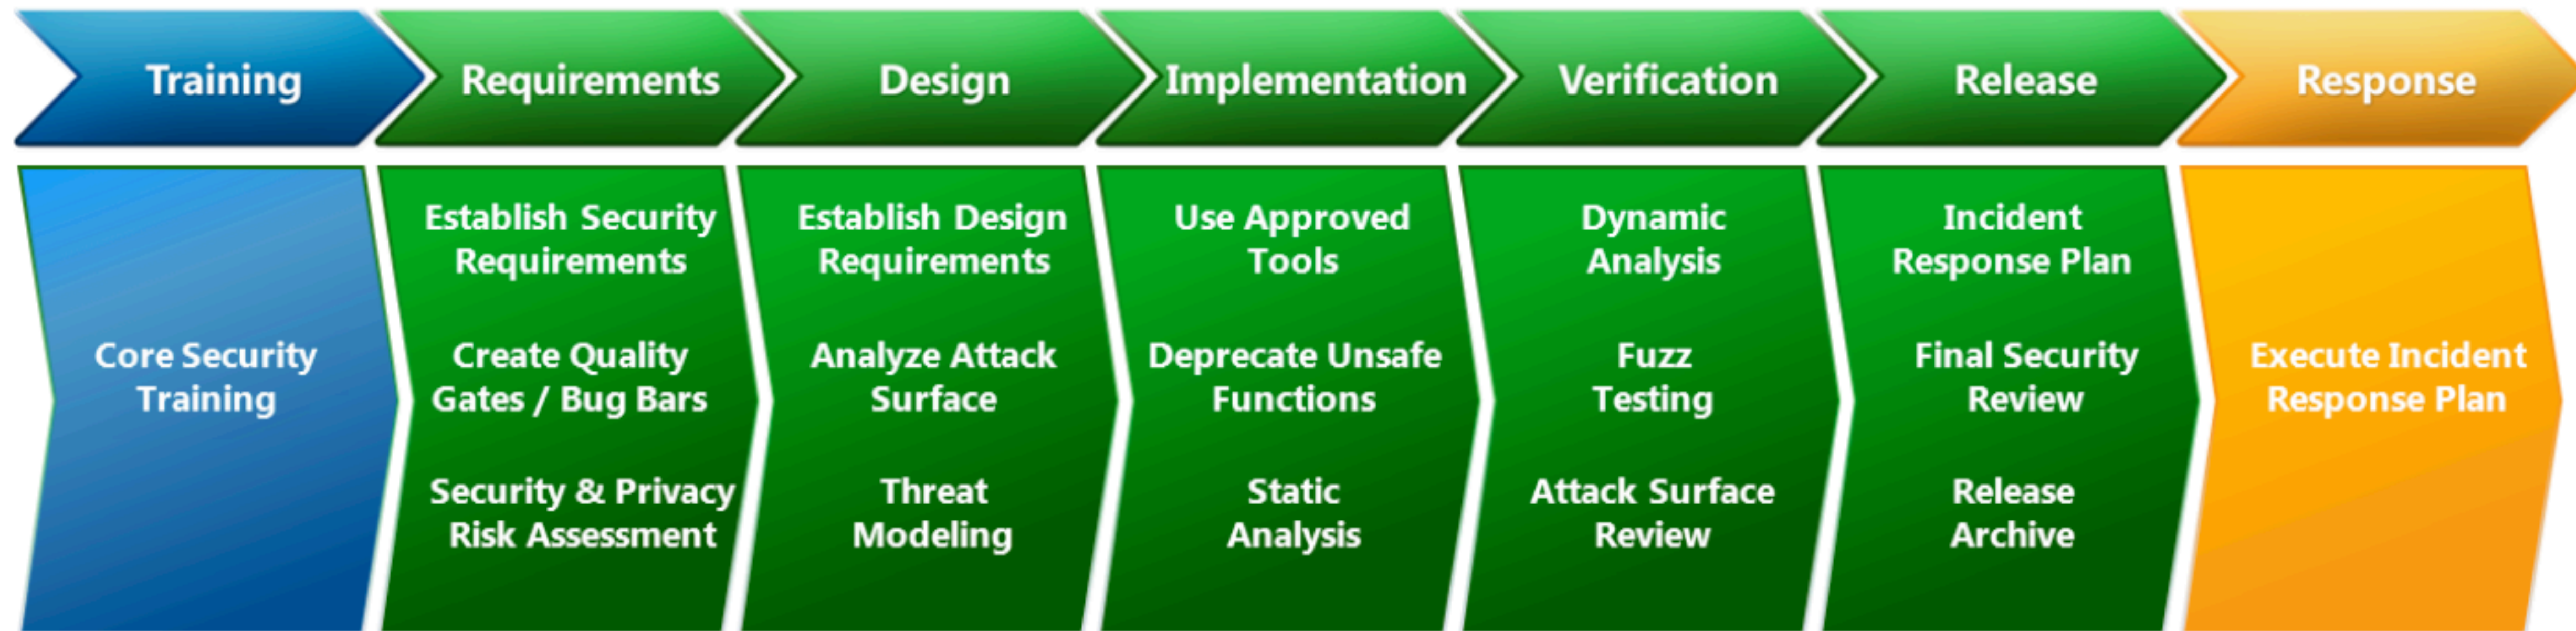 Training
Requirements
Design
Implementation
Verification
Release
Response
Core Security
Training
Establish Security
Requirements
Create Quality
Gates / Bug Bars
Security & Privacy
Risk Assessment
Establish Design
Requirements
Analyze Attack
Surface
Threat
Modeling
Use Approved
Tools
Deprecate Unsafe
Functions
Static
Analysis
Dynamic
Analysis
Fuzz
Testing
Attack Surface
Review
Incident
Response Plan
Final Security
Review
Release
Archive
Execute Incident
Response Plan